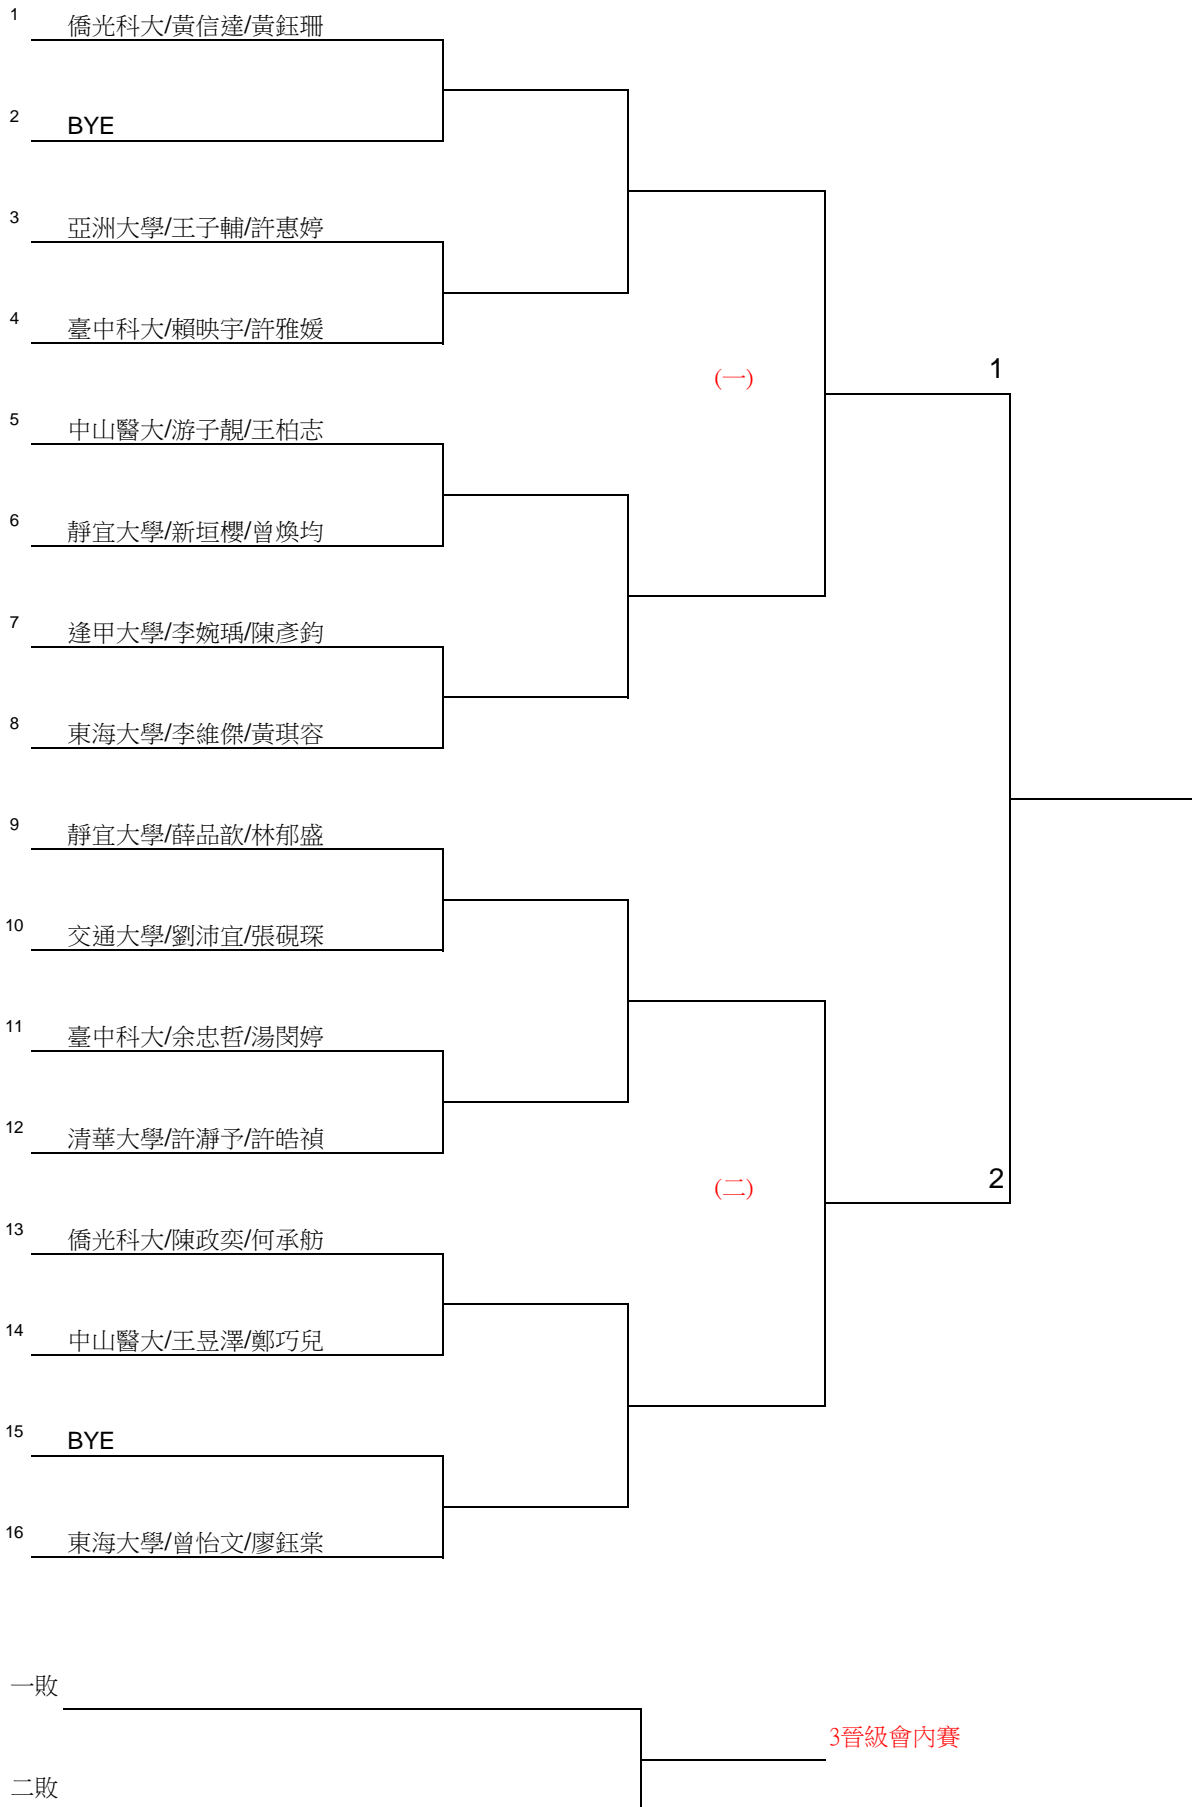 1 僑光科大/黃信達/黃鈺珊
2 BYE
3 亞洲大學/王子輔/許惠婷
4 臺中科大/賴映宇/許雅媛
(一)
1
5 中山醫大/游子靚/王柏志
6 靜宜大學/新垣櫻/曾煥均
7 逢甲大學/李婉瑀/陳彥鈞
8 東海大學/李維傑/黃琪容
9 靜宜大學/薛品歆/林郁盛
10 交通大學/劉沛宜/張硯琛
11 臺中科大/余忠哲/湯閔婷
12 清華大學/許瀞予/許皓禎
(二)
2
13 僑光科大/陳政奕/何承舫
14 中山醫大/王昱澤/鄭巧兒
15 BYE
16 東海大學/曾怡文/廖鈺棠
一敗
3晉級會內賽
二敗